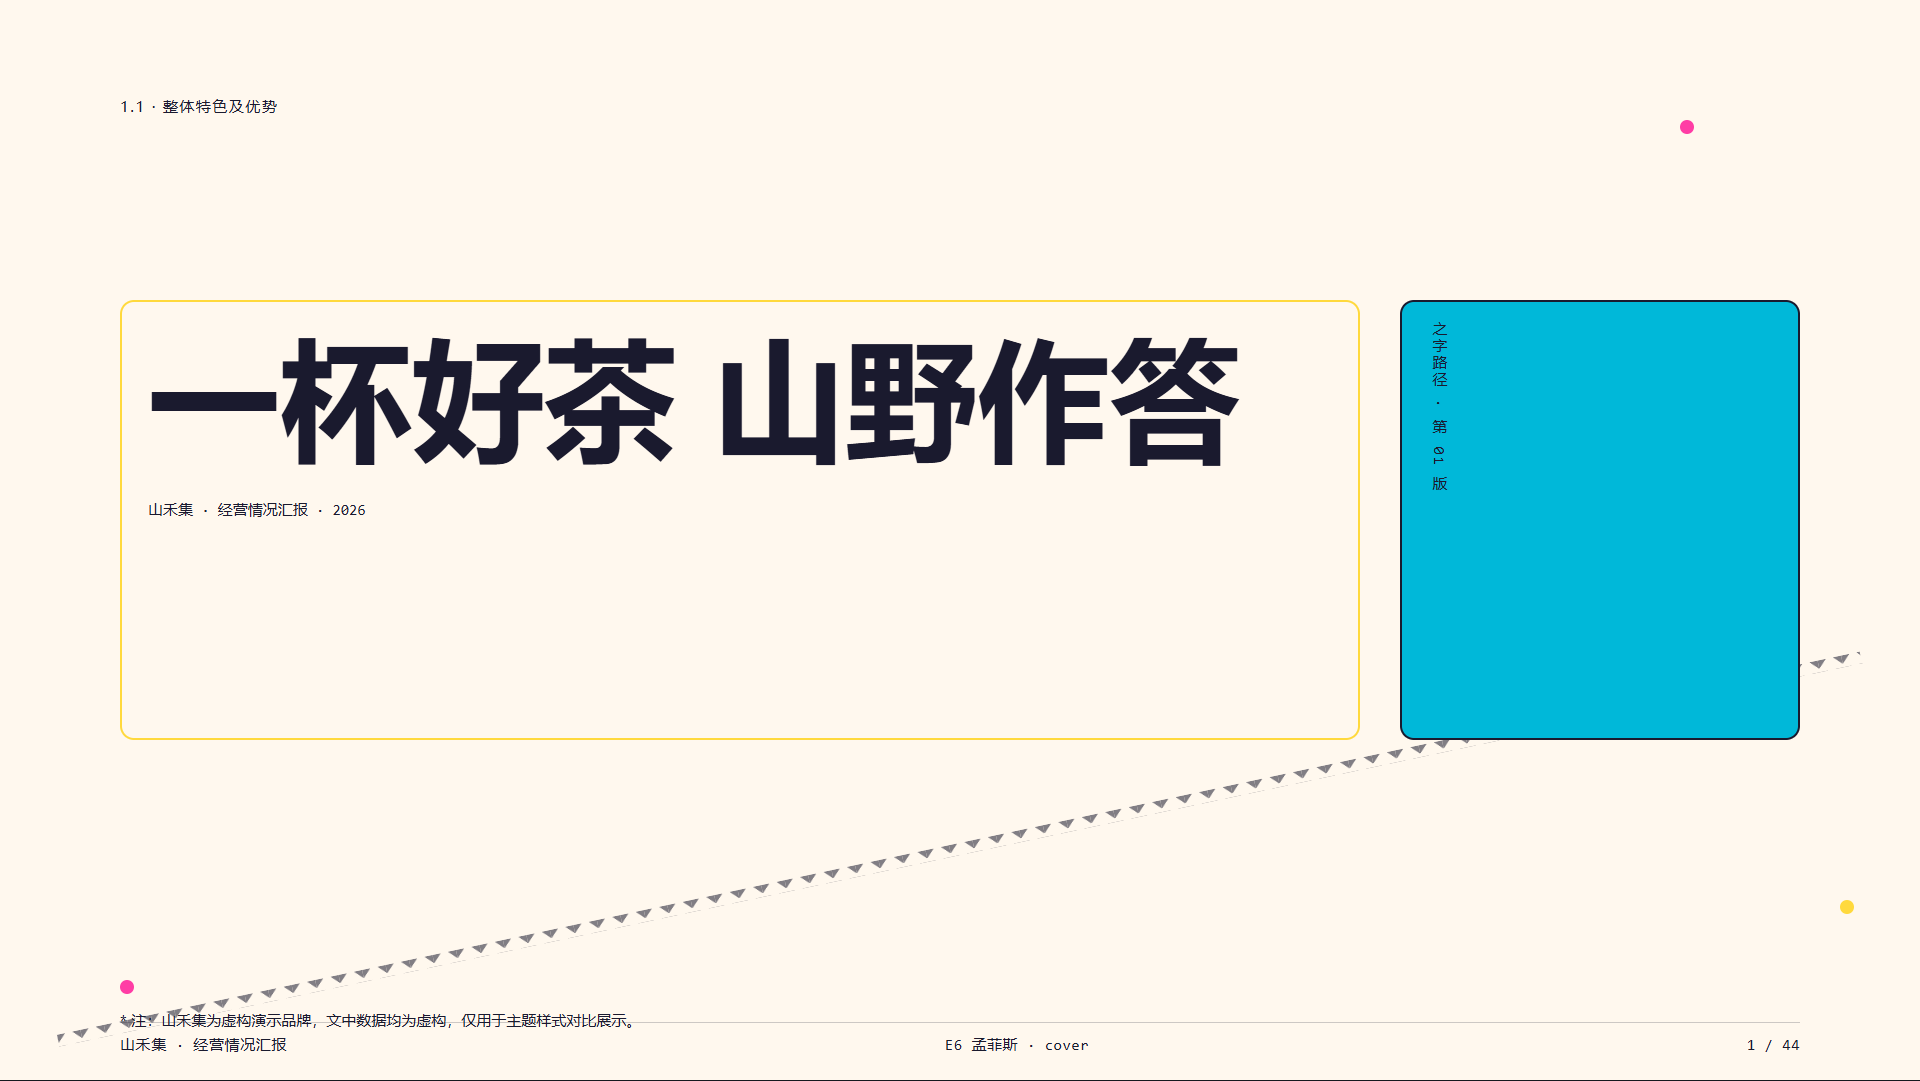 1.1 · 整体特色及优势
一杯好茶 山野作答
山禾集 · 经营情况汇报 · 2026
之字路径 · 第 01 版
*注：山禾集为虚构演示品牌，文中数据均为虚构，仅用于主题样式对比展示。
山禾集 · 经营情况汇报
E6 孟菲斯 · cover
1 / 44